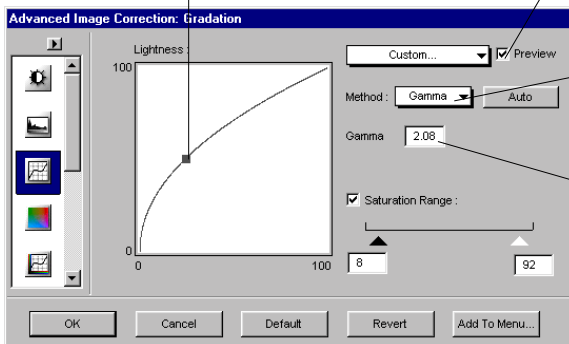 Advanced Image Correction: Gradation
Lightness :
Custom...
Preview
100
Method :
Gamma
Auto
Gamma
2.08
Saturation Range :
0
0
100
8
92
OK
Cancel
Default
Revert
Add To Menu...